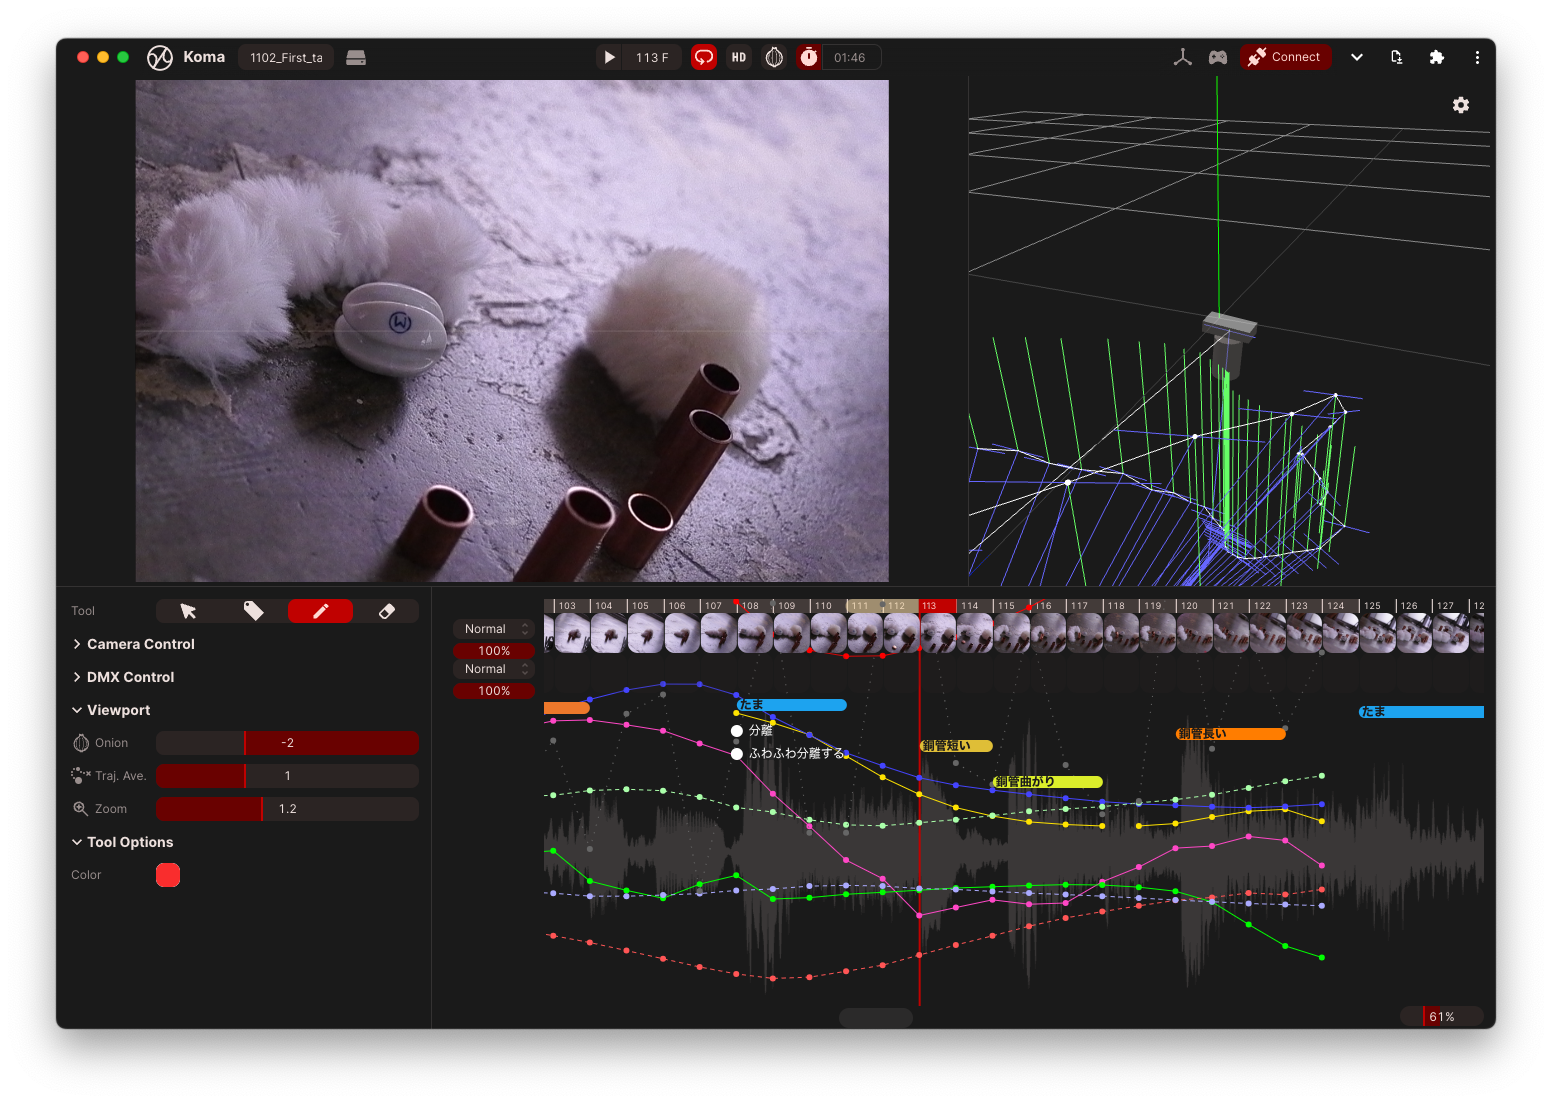 Koma
1102_First_ta
113 F
HD
01:46
Connect
Tool
Camera Control
DMX Control
Viewport
Onion
-2
Traj. Ave.
1
Zoom
1.2
Tool Options
Color
Normal
100%
Normal
100%
103 104 105 106 107 108 109 110 111 112 113 114 115 116 117 118 119 120 121 122 123 124 125 126 127 12
たま
分離
ふわふわ分離する
銅管短い
銅管曲がり
銅管長い
たま
61%